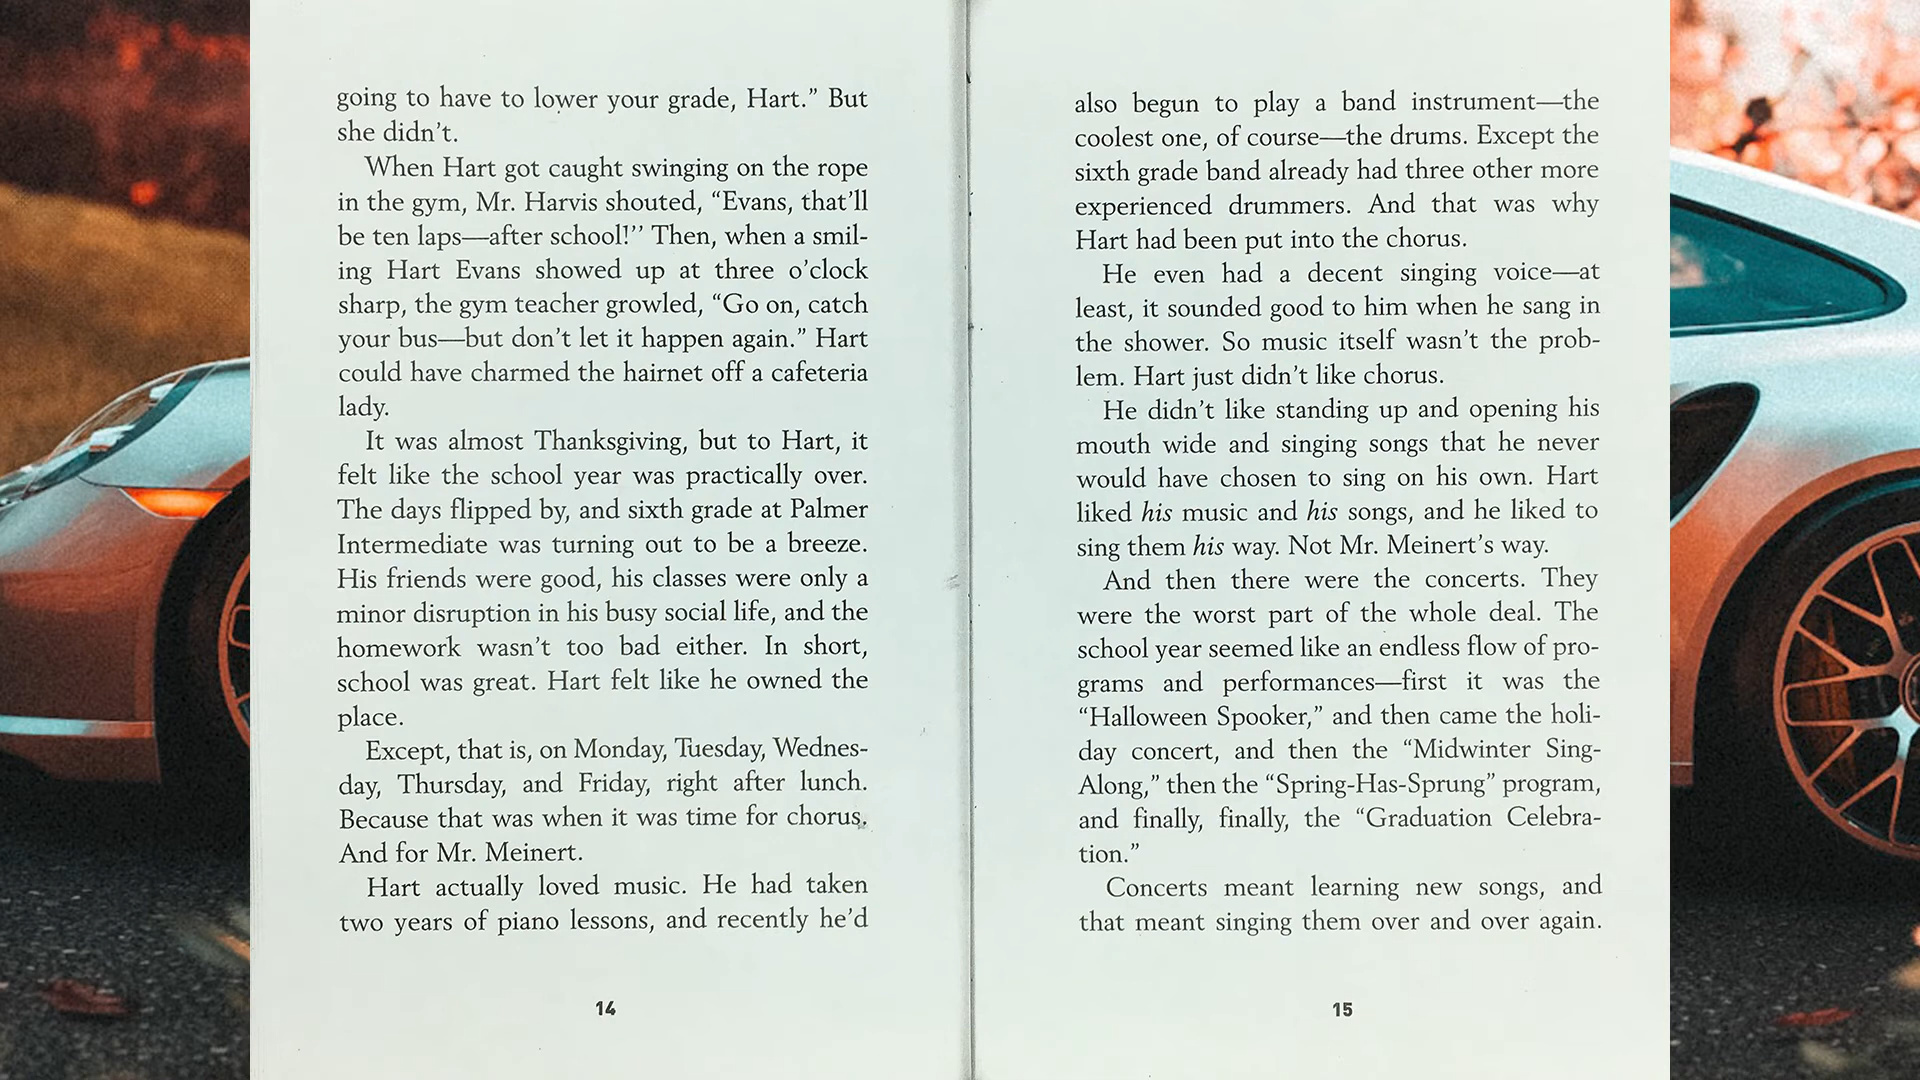 going to have to lower your grade, Hart.” But
she didn’t.
When Hart got caught swinging on the rope
in the gym, Mr. Harvis shouted, “Evans, that’ll
be ten laps—after school!’’ Then, when a smil-
ing Hart Evans showed up at three o’clock
sharp, the gym teacher growled, “Go on, catch
your bus—but don’t let it happen again.” Hart
could have charmed the hairnet off a cafeteria
lady.
It was almost Thanksgiving, but to Hart, it
felt like the school year was practically over.
The days flipped by, and sixth grade at Palmer
Intermediate was turning out to be a breeze.
His friends were good, his classes were only a
minor disruption in his busy social life, and the
homework wasn’t too bad either. In short,
school was great. Hart felt like he owned the
place.
Except, that is, on Monday, Tuesday, Wednes-
day, Thursday, and Friday, right after lunch.
Because that was when it was time for chorus.
And for Mr. Meinert.
Hart actually loved music. He had taken
two years of piano lessons, and recently he’d
14
also begun to play a band instrument—the
coolest one, of course—the drums. Except the
sixth grade band already had three other more
experienced drummers. And that was why
Hart had been put into the chorus.
He even had a decent singing voice—at
least, it sounded good to him when he sang in
the shower. So music itself wasn’t the prob-
lem. Hart just didn’t like chorus.
He didn’t like standing up and opening his
mouth wide and singing songs that he never
would have chosen to sing on his own. Hart
liked his music and his songs, and he liked to
sing them his way. Not Mr. Meinert’s way.
And then there were the concerts. They
were the worst part of the whole deal. The
school year seemed like an endless flow of pro-
grams and performances—first it was the
“Halloween Spooker,” and then came the holi-
day concert, and then the “Midwinter Sing-
Along,” then the “Spring-Has-Sprung” program,
and finally, finally, the “Graduation Celebra-
tion.”
Concerts meant learning new songs, and
that meant singing them over and over again.
15